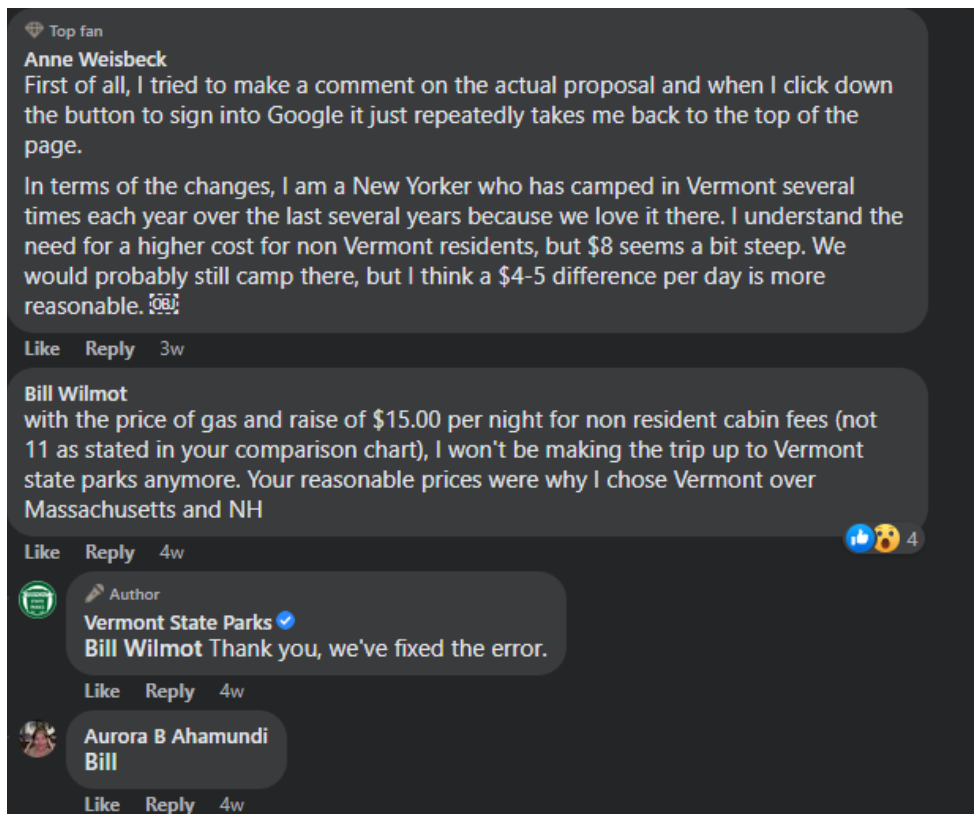 Top fan
Anne Weisbeck
First of all, I tried to make a comment on the actual proposal and when I click down
the button to sign into Google it just repeatedly takes me back to the top of the
page.
In terms of the changes, I am a New Yorker who has camped in Vermont several
times each year over the last several years because we love it there. I understand the
need for a higher cost for non Vermont residents, but $8 seems a bit steep. We
would probably still camp there, but I think a $4-5 difference per day is more
reasonable. OBJ
Like Reply 3w
Bill Wilmot
with the price of gas and raise of $15.00 per night for non resident cabin fees (not
11 as stated in your comparison chart), I won't be making the trip up to Vermont
state parks anymore. Your reasonable prices were why I chose Vermont over
Massachusetts and NH
4
Like Reply 4w
Author
Vermont State Parks
Bill Wilmot Thank you, we've fixed the error.
Like Reply 4w
Aurora B Ahamundi
Bill
Like Reply 4w